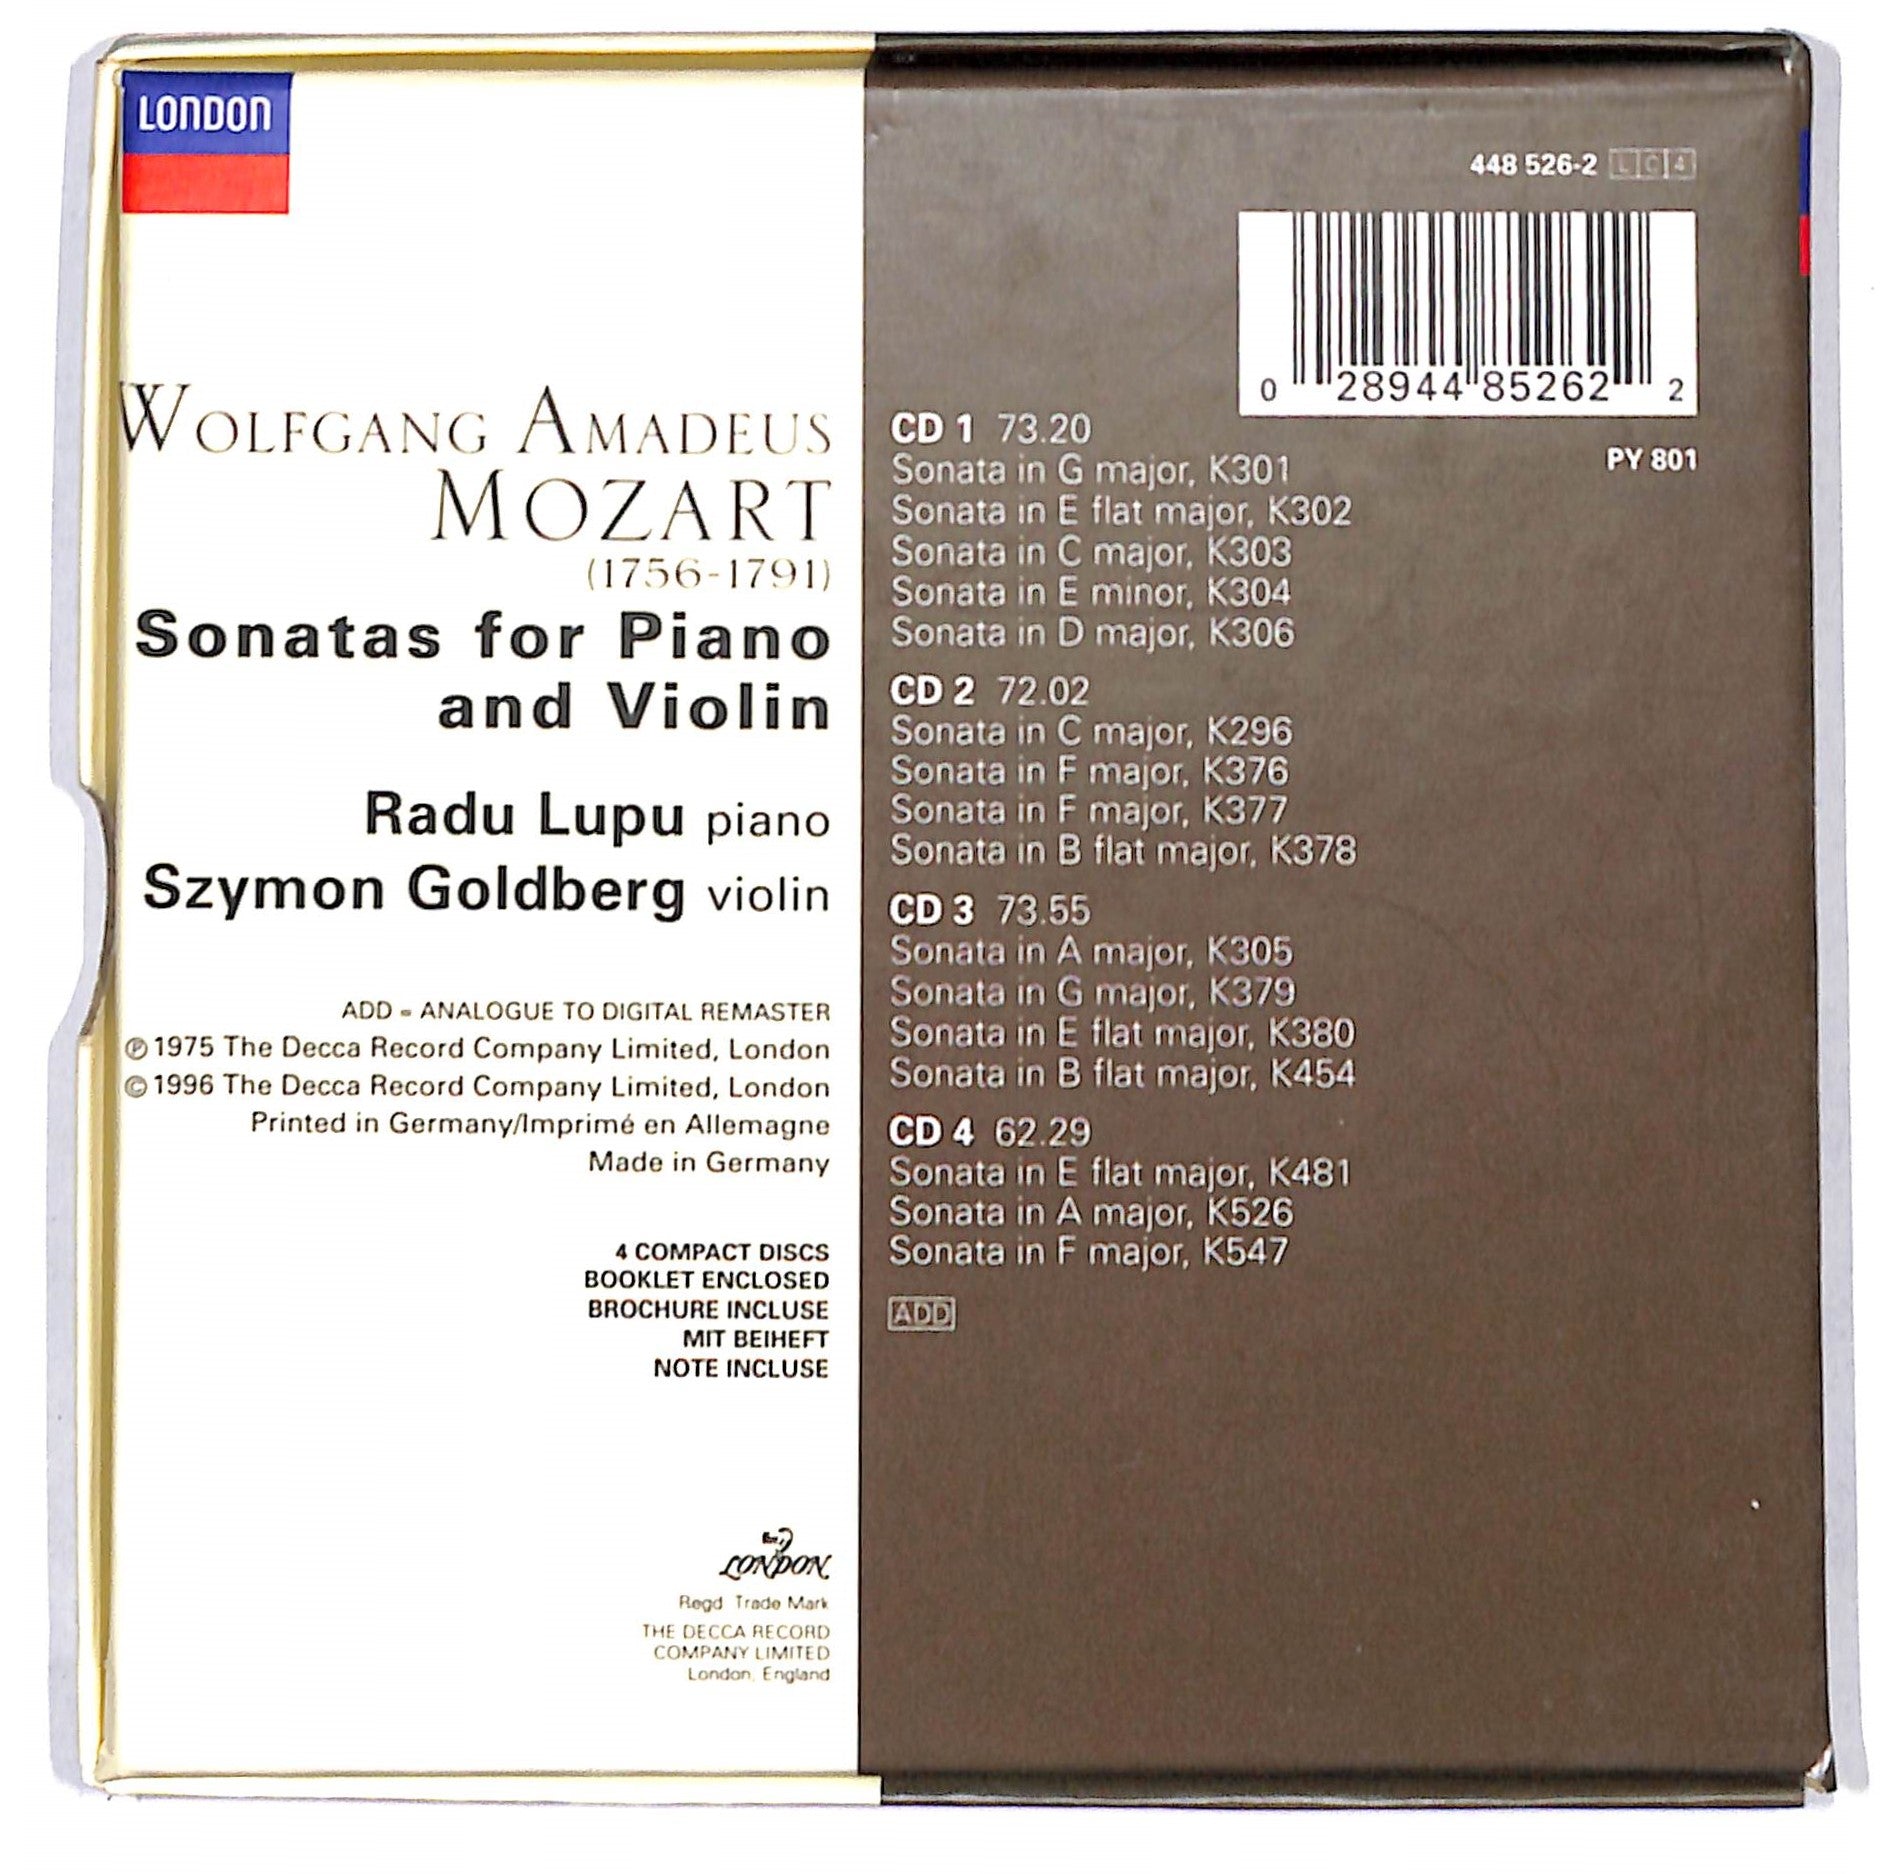 LONDON
WOLFGANG AMADEUS
MOZART
(1756-1791)
Sonatas for Piano
and Violin
Radu Lupu piano
Szymon Goldberg violin
ADD = ANALOGUE TO DIGITAL REMASTER
℗ 1975 The Decca Record Company Limited, London
© 1996 The Decca Record Company Limited, London
Printed in Germany/Imprimé en Allemagne
Made in Germany
4 COMPACT DISCS
BOOKLET ENCLOSED
BROCHURE INCLUSE
MIT BEIHEFT
NOTE INCLUSE
LONDON
Regd. Trade Mark
THE DECCA RECORD
COMPANY LIMITED
London, England
448 526-2 LC4
0 28944 85262 2
PY 801
CD 1 73.20
Sonata in G major, K301
Sonata in E flat major, K302
Sonata in C major, K303
Sonata in E minor, K304
Sonata in D major, K306
CD 2 72.02
Sonata in C major, K296
Sonata in F major, K376
Sonata in F major, K377
Sonata in B flat major, K378
CD 3 73.55
Sonata in A major, K305
Sonata in G major, K379
Sonata in E flat major, K380
Sonata in B flat major, K454
CD 4 62.29
Sonata in E flat major, K481
Sonata in A major, K526
Sonata in F major, K547
ADD